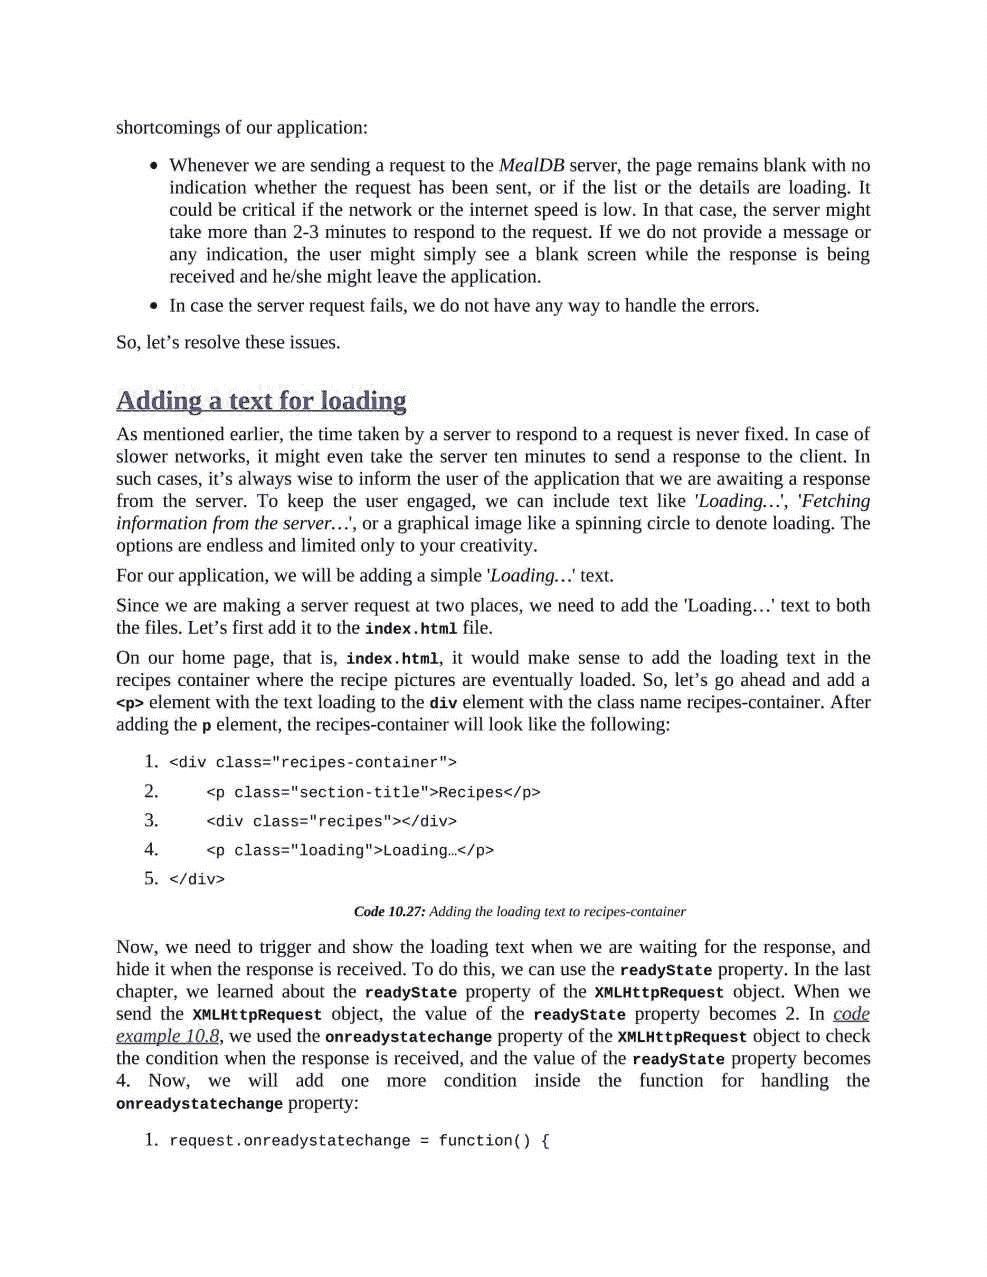 shortcomings of our application:
• Whenever we are sending a request to the MealDB server, the page remains blank with no
indication whether the request has been sent, or if the list or the details are loading. It
could be critical if the network or the internet speed is low. In that case, the server might
take more than 2-3 minutes to respond to the request. If we do not provide a message or
any indication, the user might simply see a blank screen while the response is being
received and he/she might leave the application.
• In case the server request fails, we do not have any way to handle the errors.
So, let’s resolve these issues.
Adding a text for loading
As mentioned earlier, the time taken by a server to respond to a request is never fixed. In case of
slower networks, it might even take the server ten minutes to send a response to the client. In
such cases, it’s always wise to inform the user of the application that we are awaiting a response
from the server. To keep the user engaged, we can include text like 'Loading…', 'Fetching
information from the server…', or a graphical image like a spinning circle to denote loading. The
options are endless and limited only to your creativity.
For our application, we will be adding a simple 'Loading…' text.
Since we are making a server request at two places, we need to add the 'Loading…' text to both
the files. Let’s first add it to the index.html file.
On our home page, that is, index.html, it would make sense to add the loading text in the
recipes container where the recipe pictures are eventually loaded. So, let’s go ahead and add a
<p> element with the text loading to the div element with the class name recipes-container. After
adding the p element, the recipes-container will look like the following:
1. <div class="recipes-container">
2.     <p class="section-title">Recipes</p>
3.     <div class="recipes"></div>
4.     <p class="loading">Loading…</p>
5. </div>
Code 10.27: Adding the loading text to recipes-container
Now, we need to trigger and show the loading text when we are waiting for the response, and
hide it when the response is received. To do this, we can use the readyState property. In the last
chapter, we learned about the readyState property of the XMLHttpRequest object. When we
send the XMLHttpRequest object, the value of the readyState property becomes 2. In code
example 10.8, we used the onreadystatechange property of the XMLHttpRequest object to check
the condition when the response is received, and the value of the readyState property becomes
4. Now, we will add one more condition inside the function for handling the
onreadystatechange property:
1. request.onreadystatechange = function() {